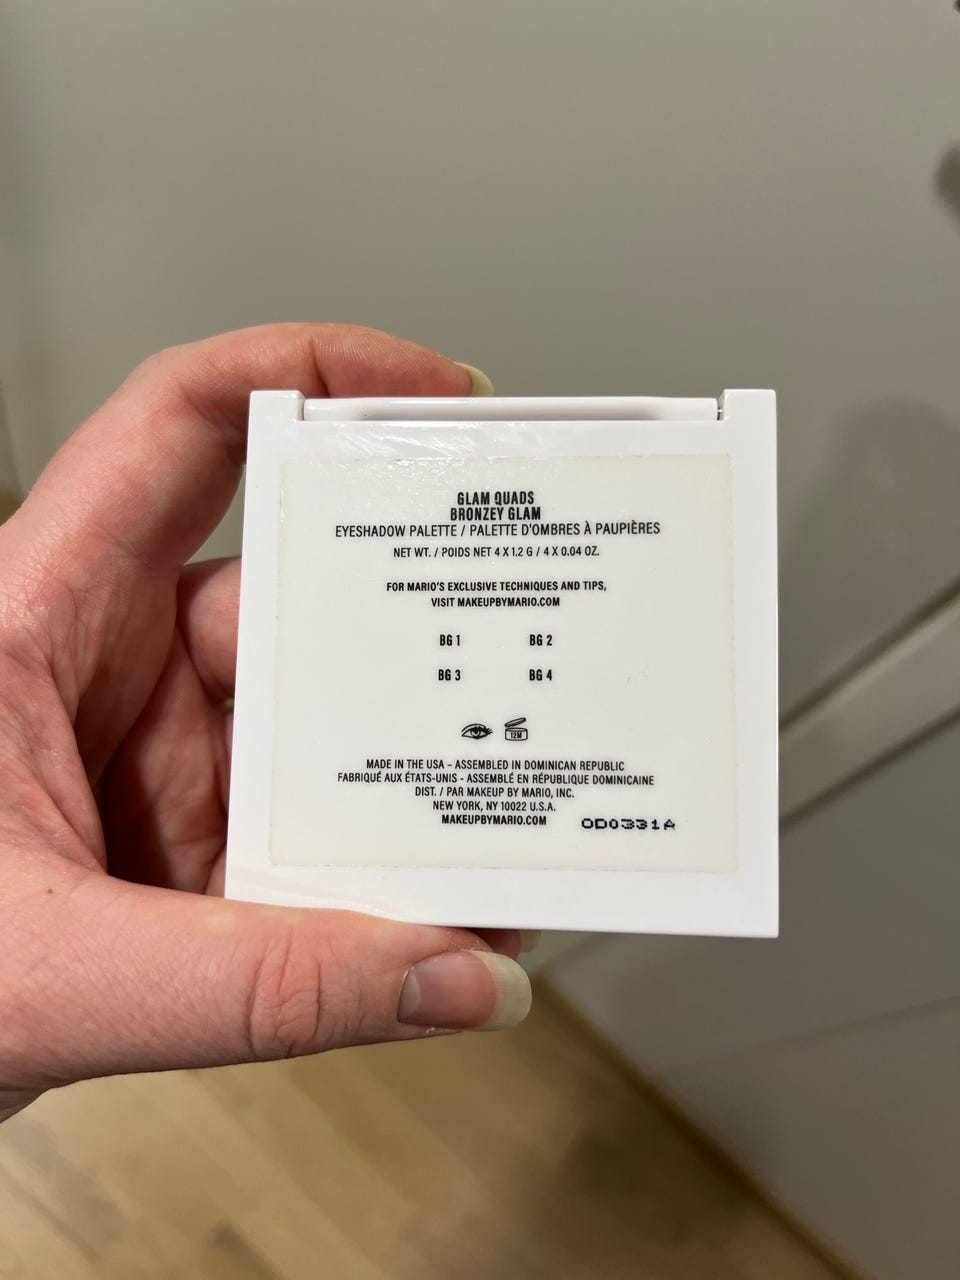 GLAM QUADS
BRONZEY GLAM
EYESHADOW PALETTE / PALETTE D'OMBRES À PAUPIÈRES
NET WT. / POIDS NET 4 X 1.2 G / 4 X 0.04 OZ.
FOR MARIO'S EXCLUSIVE TECHNIQUES AND TIPS,
VISIT MAKEUPBYMARIO.COM
BG 1 BG 2
BG 3 BG 4
12M
MADE IN THE USA - ASSEMBLED IN DOMINICAN REPUBLIC
FABRIQUÉ AUX ÉTATS-UNIS - ASSEMBLÉ EN RÉPUBLIQUE DOMINICAINE
DIST. / PAR MAKEUP BY MARIO, INC.
NEW YORK, NY 10022 U.S.A.
MAKEUPBYMARIO.COM OD0331A